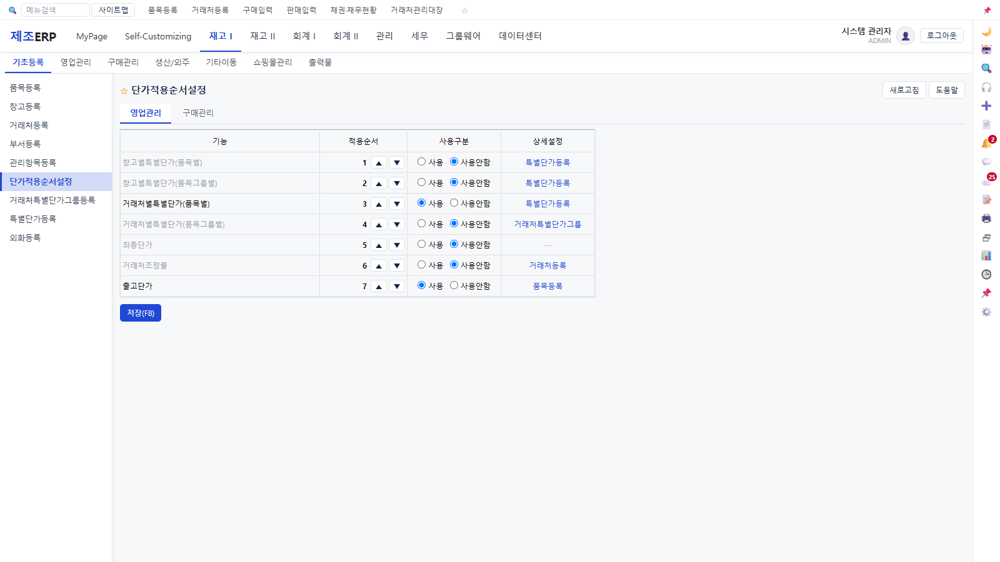 메뉴검색 사이트맵 품목등록 거래처등록 구매입력 판매입력 채권·채무현황 거래처관리대장
제조ERP MyPage Self-Customizing 재고 I 재고 II 회계 I 회계 II 관리 세무 그룹웨어 데이터센터 시스템 관리자 ADMIN 로그아웃
기초등록 영업관리 구매관리 생산/외주 기타이동 쇼핑몰관리 출력물
품목등록
창고등록
거래처등록
부서등록
관리항목등록
단가적용순서설정
거래처특별단가그룹등록
특별단가등록
외화등록
☆ 단가적용순서설정 새로고침 도움말
영업관리 구매관리
기능 적용순서 사용구분 상세설정
창고별특별단가(품목별) 1 ▲ ▼ 사용 사용안함 특별단가등록
창고별특별단가(품목그룹별) 2 ▲ ▼ 사용 사용안함 특별단가등록
거래처별특별단가(품목별) 3 ▲ ▼ 사용 사용안함 특별단가등록
거래처별특별단가(품목그룹별) 4 ▲ ▼ 사용 사용안함 거래처특별단가그룹
최종단가 5 ▲ ▼ 사용 사용안함 —
거래처조정률 6 ▲ ▼ 사용 사용안함 거래처등록
출고단가 7 ▲ ▼ 사용 사용안함 품목등록
저장(F8)
2
25